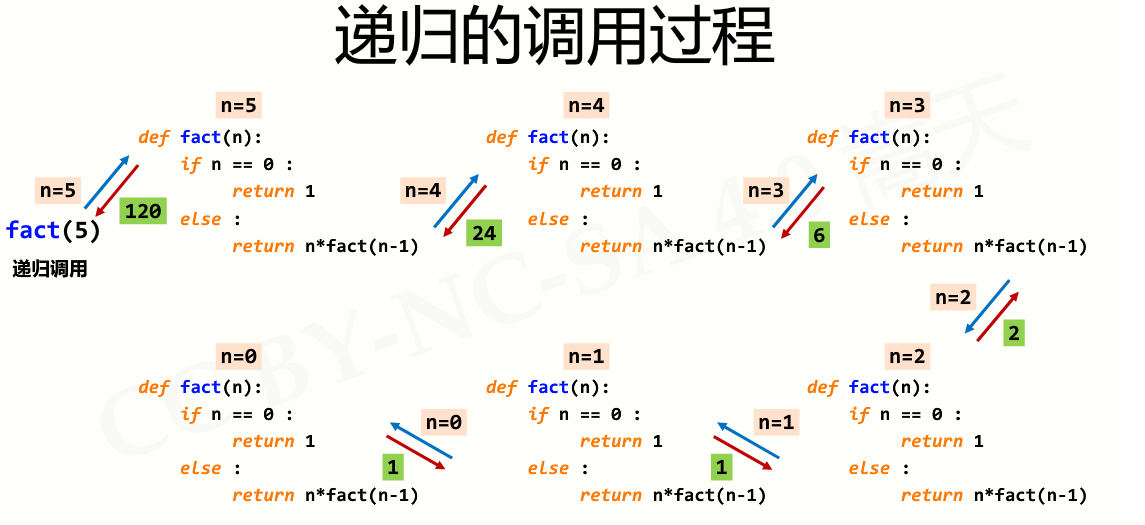 递归的调用过程
n=5
def fact(n):
if n == 0 :
return 1
else :
return n*fact(n-1)
n=4
def fact(n):
if n == 0 :
return 1
else :
return n*fact(n-1)
n=3
def fact(n):
if n == 0 :
return 1
else :
return n*fact(n-1)
n=5
120
fact(5)
递归调用
n=4
24
n=3
6
n=2
2
n=0
def fact(n):
if n == 0 :
return 1
else :
return n*fact(n-1)
n=1
def fact(n):
if n == 0 :
return 1
else :
return n*fact(n-1)
n=2
def fact(n):
if n == 0 :
return 1
else :
return n*fact(n-1)
n=0
1
n=1
1
CC BY-NC-SA 4.0